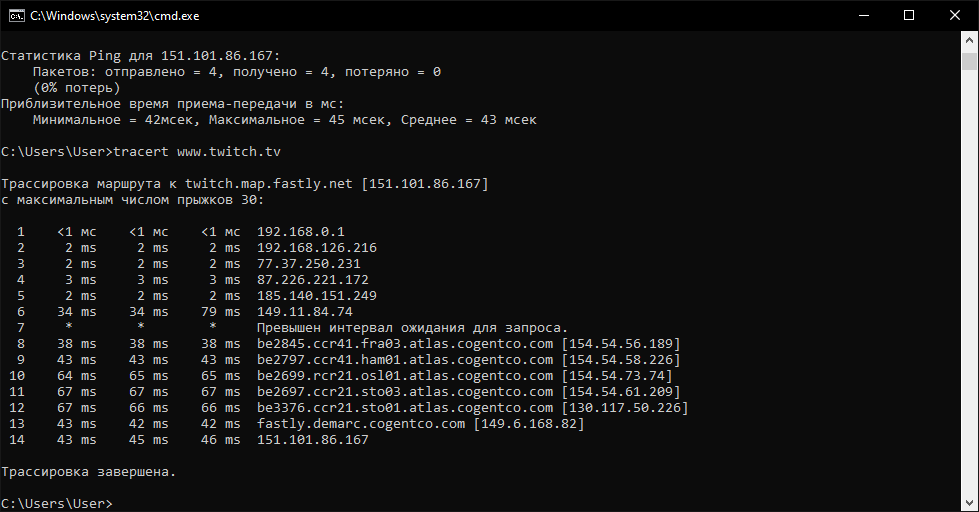 C:\Windows\system32\cmd.exe
Статистика Ping для 151.101.86.167:
    Пакетов: отправлено = 4, получено = 4, потеряно = 0
    (0% потерь)
Приблизительное время приема-передачи в мс:
    Минимальное = 42мсек, Максимальное = 45 мсек, Среднее = 43 мсек
C:\Users\User>tracert www.twitch.tv
Трассировка маршрута к twitch.map.fastly.net [151.101.86.167]
с максимальным числом прыжков 30:
  1    <1 мс    <1 мс    <1 мс  192.168.0.1
  2     2 ms     2 ms     2 ms  192.168.126.216
  3     2 ms     2 ms     2 ms  77.37.250.231
  4     3 ms     3 ms     3 ms  87.226.221.172
  5     2 ms     2 ms     2 ms  185.140.151.249
  6    34 ms    34 ms    79 ms  149.11.84.74
  7     *        *        *     Превышен интервал ожидания для запроса.
  8    38 ms    38 ms    38 ms  be2845.ccr41.fra03.atlas.cogentco.com [154.54.56.189]
  9    43 ms    43 ms    43 ms  be2797.ccr41.ham01.atlas.cogentco.com [154.54.58.226]
 10    64 ms    65 ms    65 ms  be2699.rcr21.osl01.atlas.cogentco.com [154.54.73.74]
 11    67 ms    67 ms    67 ms  be2697.ccr21.sto03.atlas.cogentco.com [154.54.61.209]
 12    67 ms    66 ms    66 ms  be3376.ccr21.sto01.atlas.cogentco.com [130.117.50.226]
 13    43 ms    42 ms    42 ms  fastly.demarc.cogentco.com [149.6.168.82]
 14    43 ms    45 ms    46 ms  151.101.86.167
Трассировка завершена.
C:\Users\User>